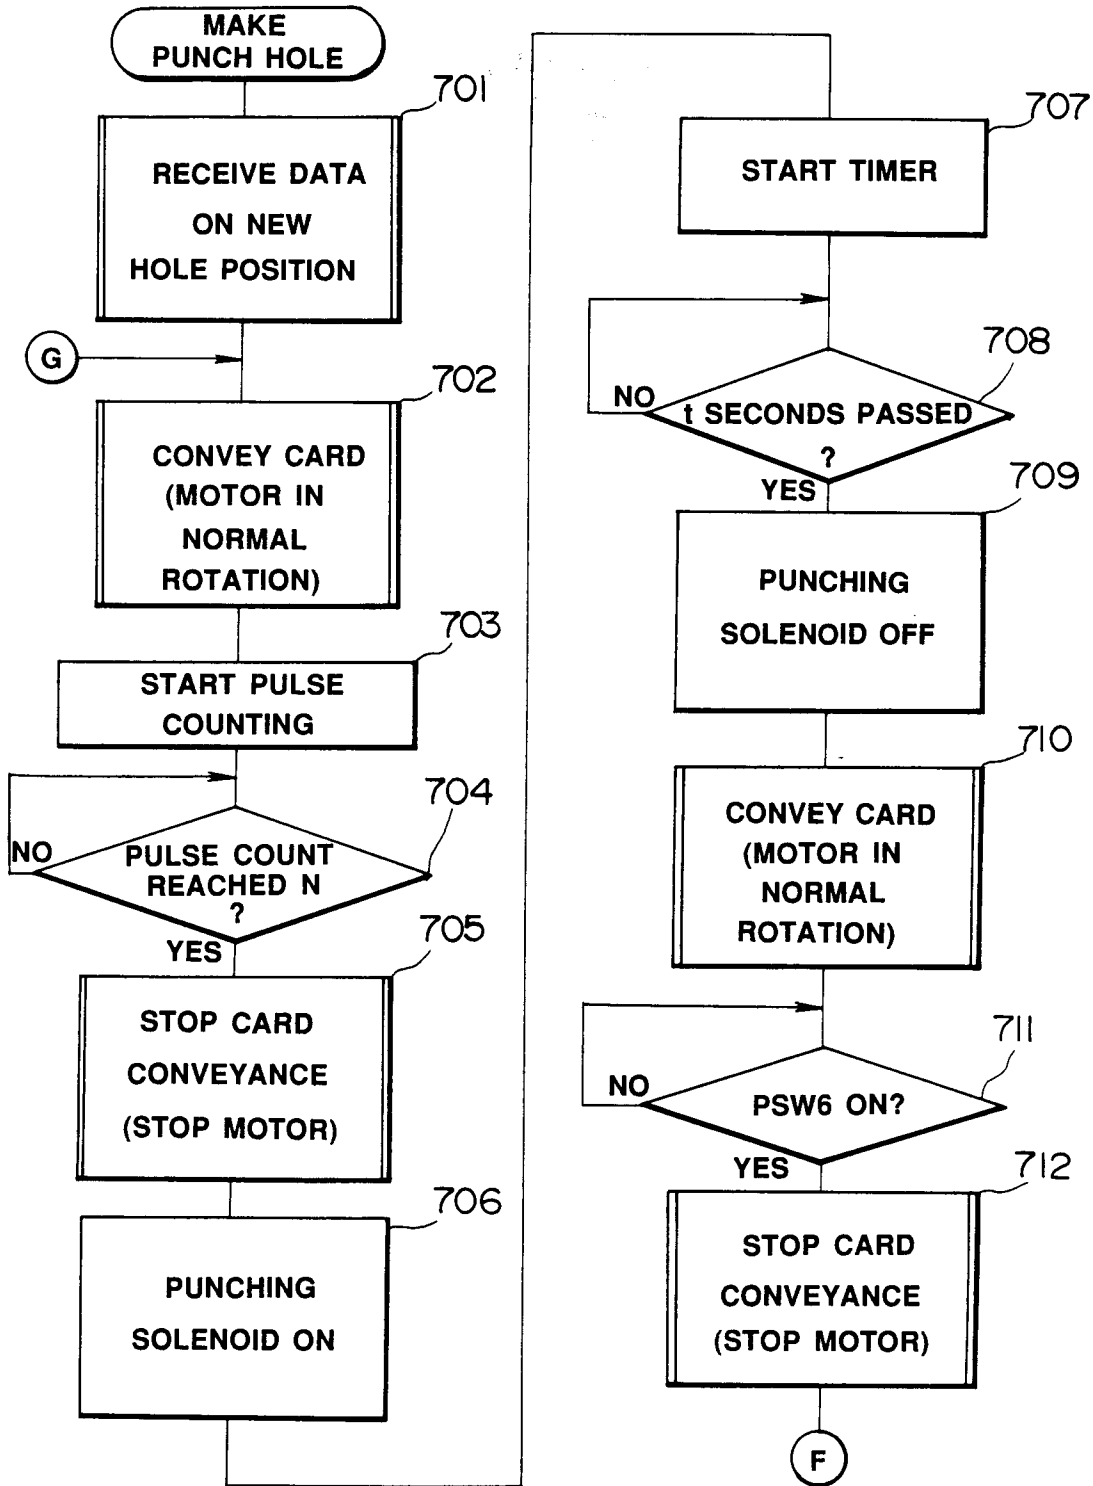 MAKE
PUNCH HOLE
701
RECEIVE DATA
ON NEW
HOLE POSITION
G
702
CONVEY CARD
(MOTOR IN
NORMAL
ROTATION)
703
START PULSE
COUNTING
704
NO
PULSE COUNT
REACHED N
?
YES
705
STOP CARD
CONVEYANCE
(STOP MOTOR)
706
PUNCHING
SOLENOID ON
707
START TIMER
708
NO
t SECONDS PASSED
?
YES
709
PUNCHING
SOLENOID OFF
710
CONVEY CARD
(MOTOR IN
NORMAL
ROTATION)
711
NO
PSW6 ON?
YES
712
STOP CARD
CONVEYANCE
(STOP MOTOR)
F